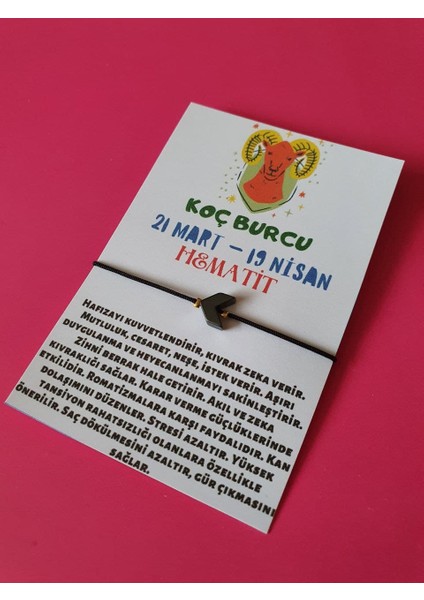 KOÇ BURCU
21 MART – 19 NİSAN
HEMATİT
HAFIZAYI KUVVETLENDİRİR, KIVRAK ZEKA VERİR.
MUTLULUK, CESARET, NEŞE, İSTEK VERİR. AŞIRI
DUYGULANMA VE HEYECANLANMAYI SAKİNLEŞTİRİR.
ZİHNİ BERRAK HALE GETİRİR. AKIL VE ZEKA
KIVRAKLIĞI SAĞLAR. KARAR VERME GÜÇLÜKLERİNDE
ETKİLİDİR. ROMATİZMALARA KARŞI FAYDALIDIR. KAN
DOLAŞIMINI DÜZENLER. STRESİ AZALTIR. YÜKSEK
TANSİYON RAHATSIZLIĞI OLANLARA ÖZELLİKLE
ÖNERİLİR. SAÇ DÖKÜLMESİNİ AZALTIR, GÜR ÇIKMASINI
SAĞLAR.